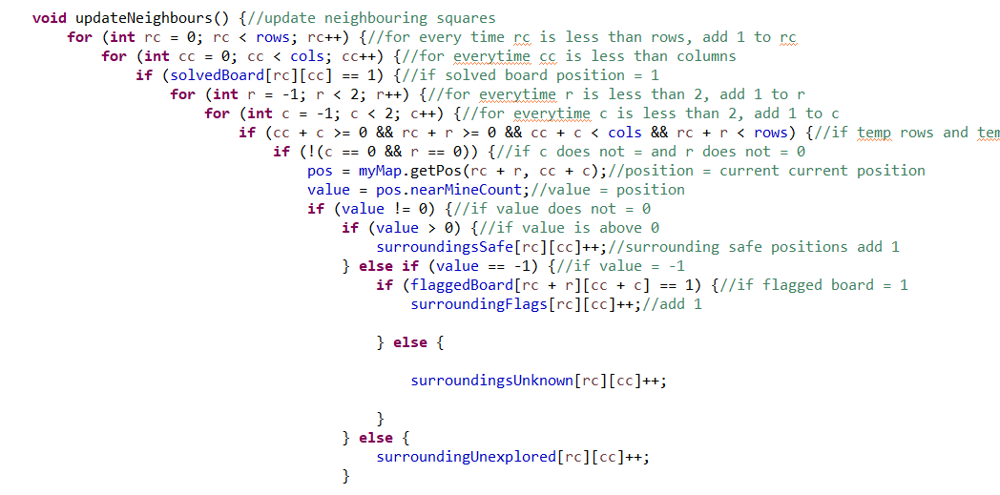 void updateNeighbours() {//update neighbouring squares
for (int rc = 0; rc < rows; rc++) {//for every time rc is less than rows, add 1 to rc
for (int cc = 0; cc < cols; cc++) {//for everytime cc is less than columns
if (solvedBoard[rc][cc] == 1) {//if solved board position = 1
for (int r = -1; r < 2; r++) {//for everytime r is less than 2, add 1 to r
for (int c = -1; c < 2; c++) {//for everytime c is less than 2, add 1 to c
if (cc + c >= 0 && rc + r >= 0 && cc + c < cols && rc + r < rows) {//if temp rows and tem
if (!(c == 0 && r == 0)) {//if c does not = and r does not = 0
pos = myMap.getPos(rc + r, cc + c);//position = current current position
value = pos.nearMineCount;//value = position
if (value != 0) {//if value does not = 0
if (value > 0) {//if value is above 0
surroundingsSafe[rc][cc]++;//surrounding safe positions add 1
} else if (value == -1) {//if value = -1
if (flaggedBoard[rc + r][cc + c] == 1) {//if flagged board = 1
surroundingFlags[rc][cc]++;//add 1
} else {
surroundingsUnknown[rc][cc]++;
}
} else {
surroundingUnexplored[rc][cc]++;
}